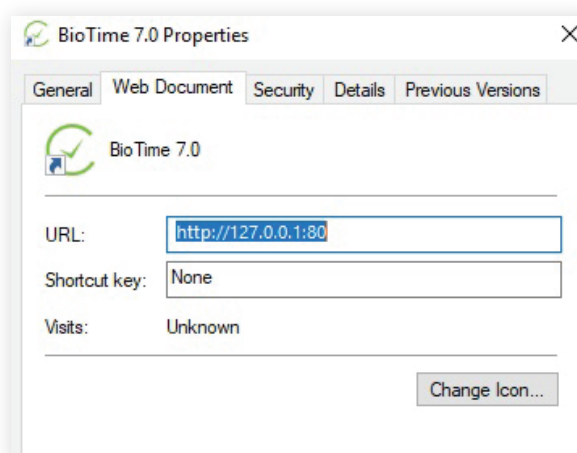 BioTime 7.0 Properties
General Web Document Security Details Previous Versions
BioTime 7.0
URL: http://127.0.0.1:80
Shortcut key: None
Visits: Unknown
Change Icon...